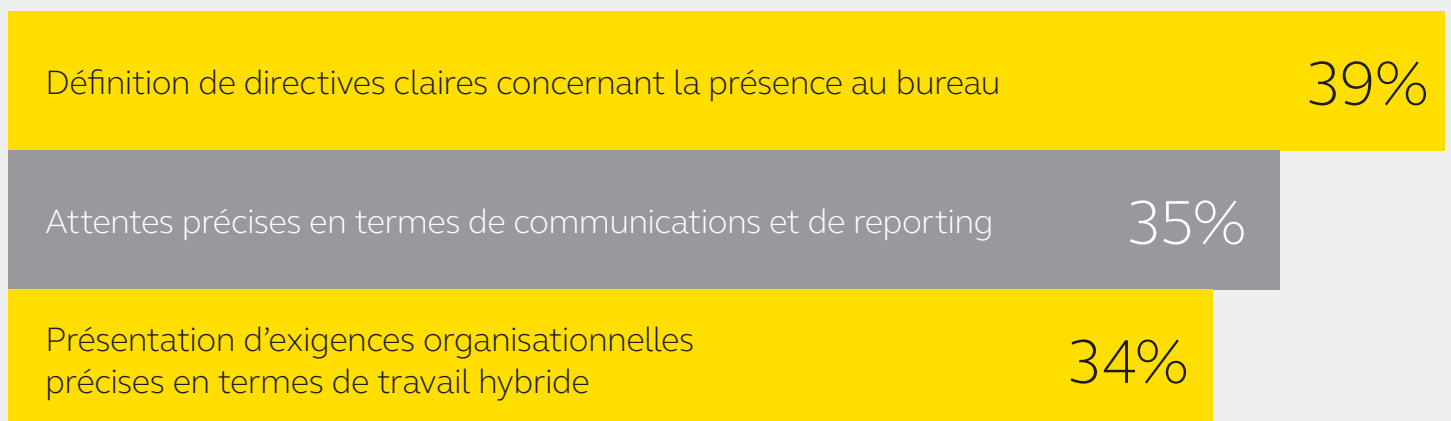 Définition de directives claires concernant la présence au bureau 39%
Attentes précises en termes de communications et de reporting 35%
Présentation d’exigences organisationnelles
précises en termes de travail hybride 34%